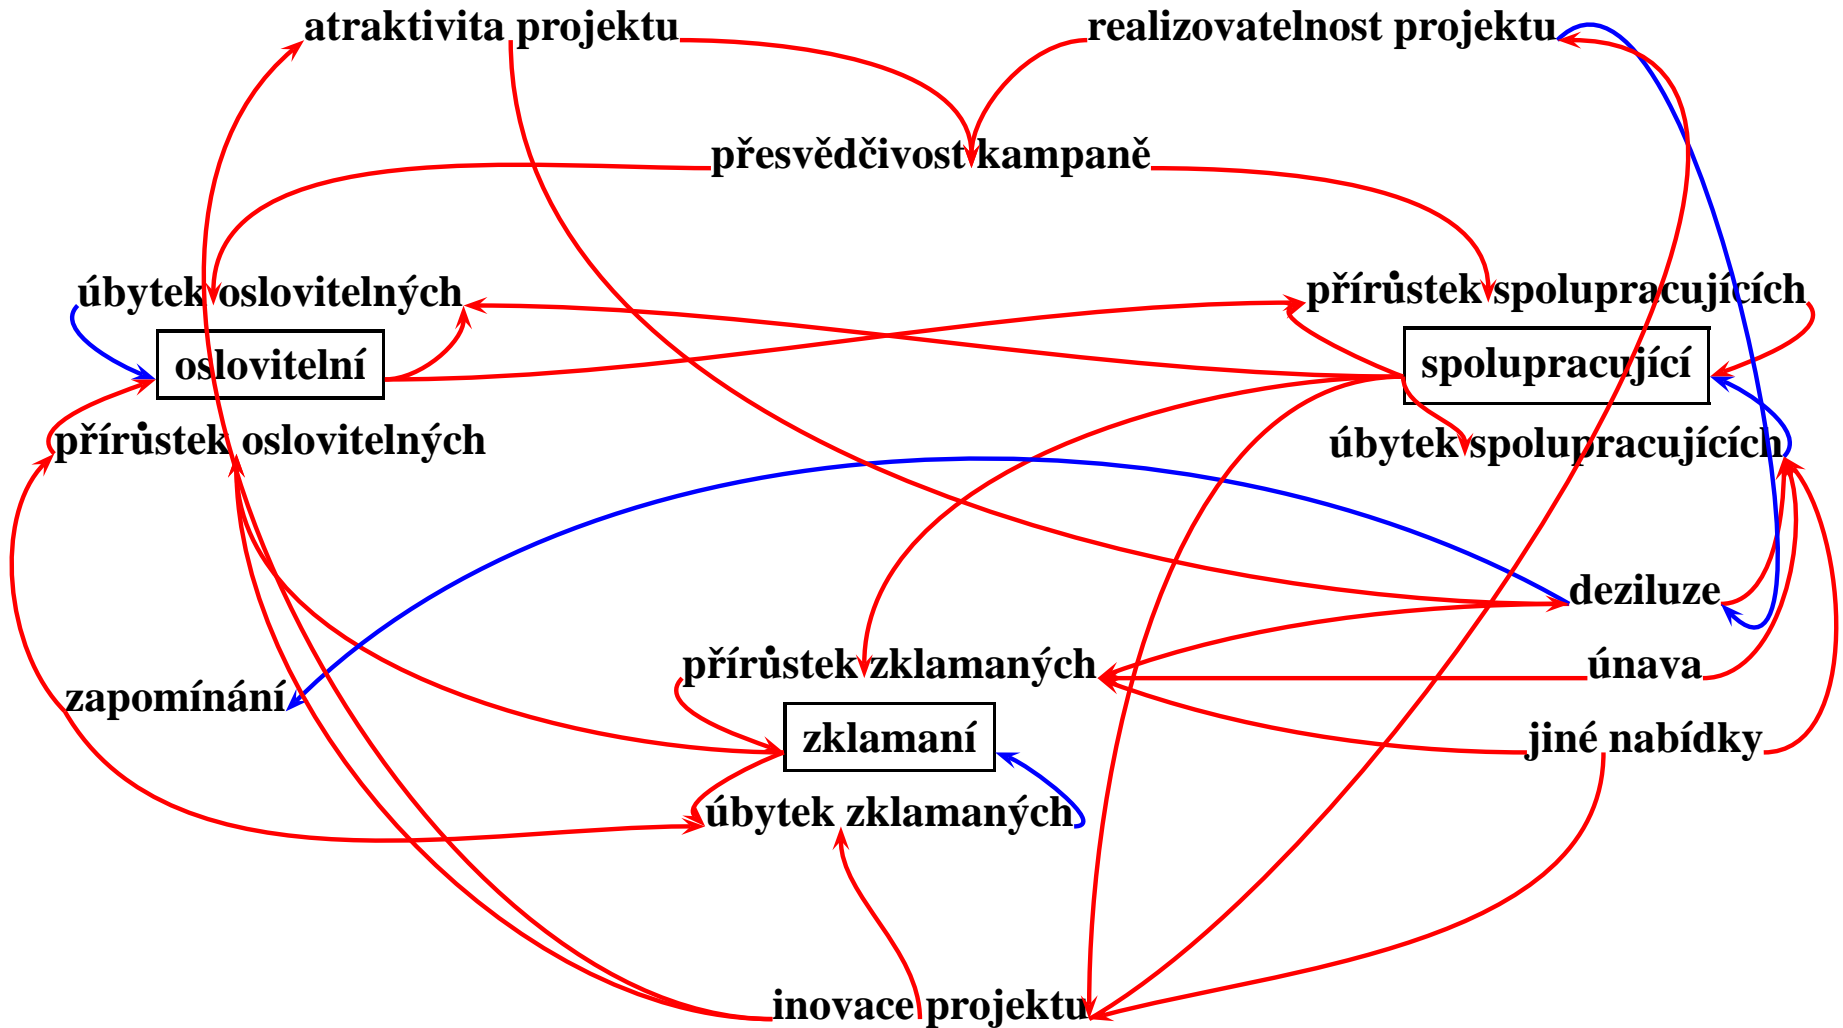 atraktivita projektu
realizovatelnost projektu
přesvědčivost kampaně
úbytek oslovitelných
přírůstek spolupracujících
oslovitelní
spolupracující
přírůstek oslovitelných
úbytek spolupracujících
deziluze
přírůstek zklamaných
únava
zapomínání
zklamaní
jiné nabídky
úbytek zklamaných
inovace projektu